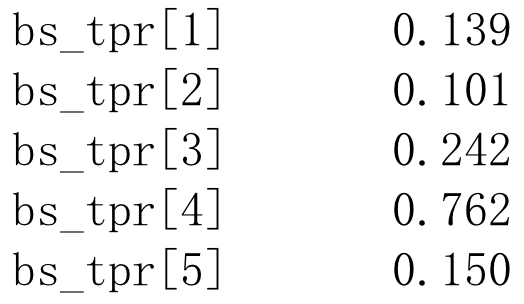 bs_tpr[1] 0.139
bs_tpr[2] 0.101
bs_tpr[3] 0.242
bs_tpr[4] 0.762
bs_tpr[5] 0.150